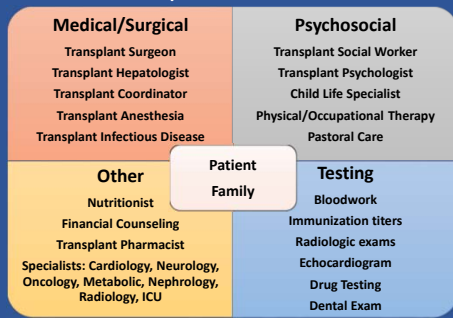 Medical/Surgical
Transplant Surgeon
Transplant Hepatologist
Transplant Coordinator
Transplant Anesthesia
Transplant Infectious Disease
Psychosocial
Transplant Social Worker
Transplant Psychologist
Child Life Specialist
Physical/Occupational Therapy
Pastoral Care
Patient
Family
Other
Nutritionist
Financial Counseling
Transplant Pharmacist
Specialists: Cardiology, Neurology,
Oncology, Metabolic, Nephrology,
Radiology, ICU
Testing
Bloodwork
Immunization titers
Radiologic exams
Echocardiogram
Drug Testing
Dental Exam